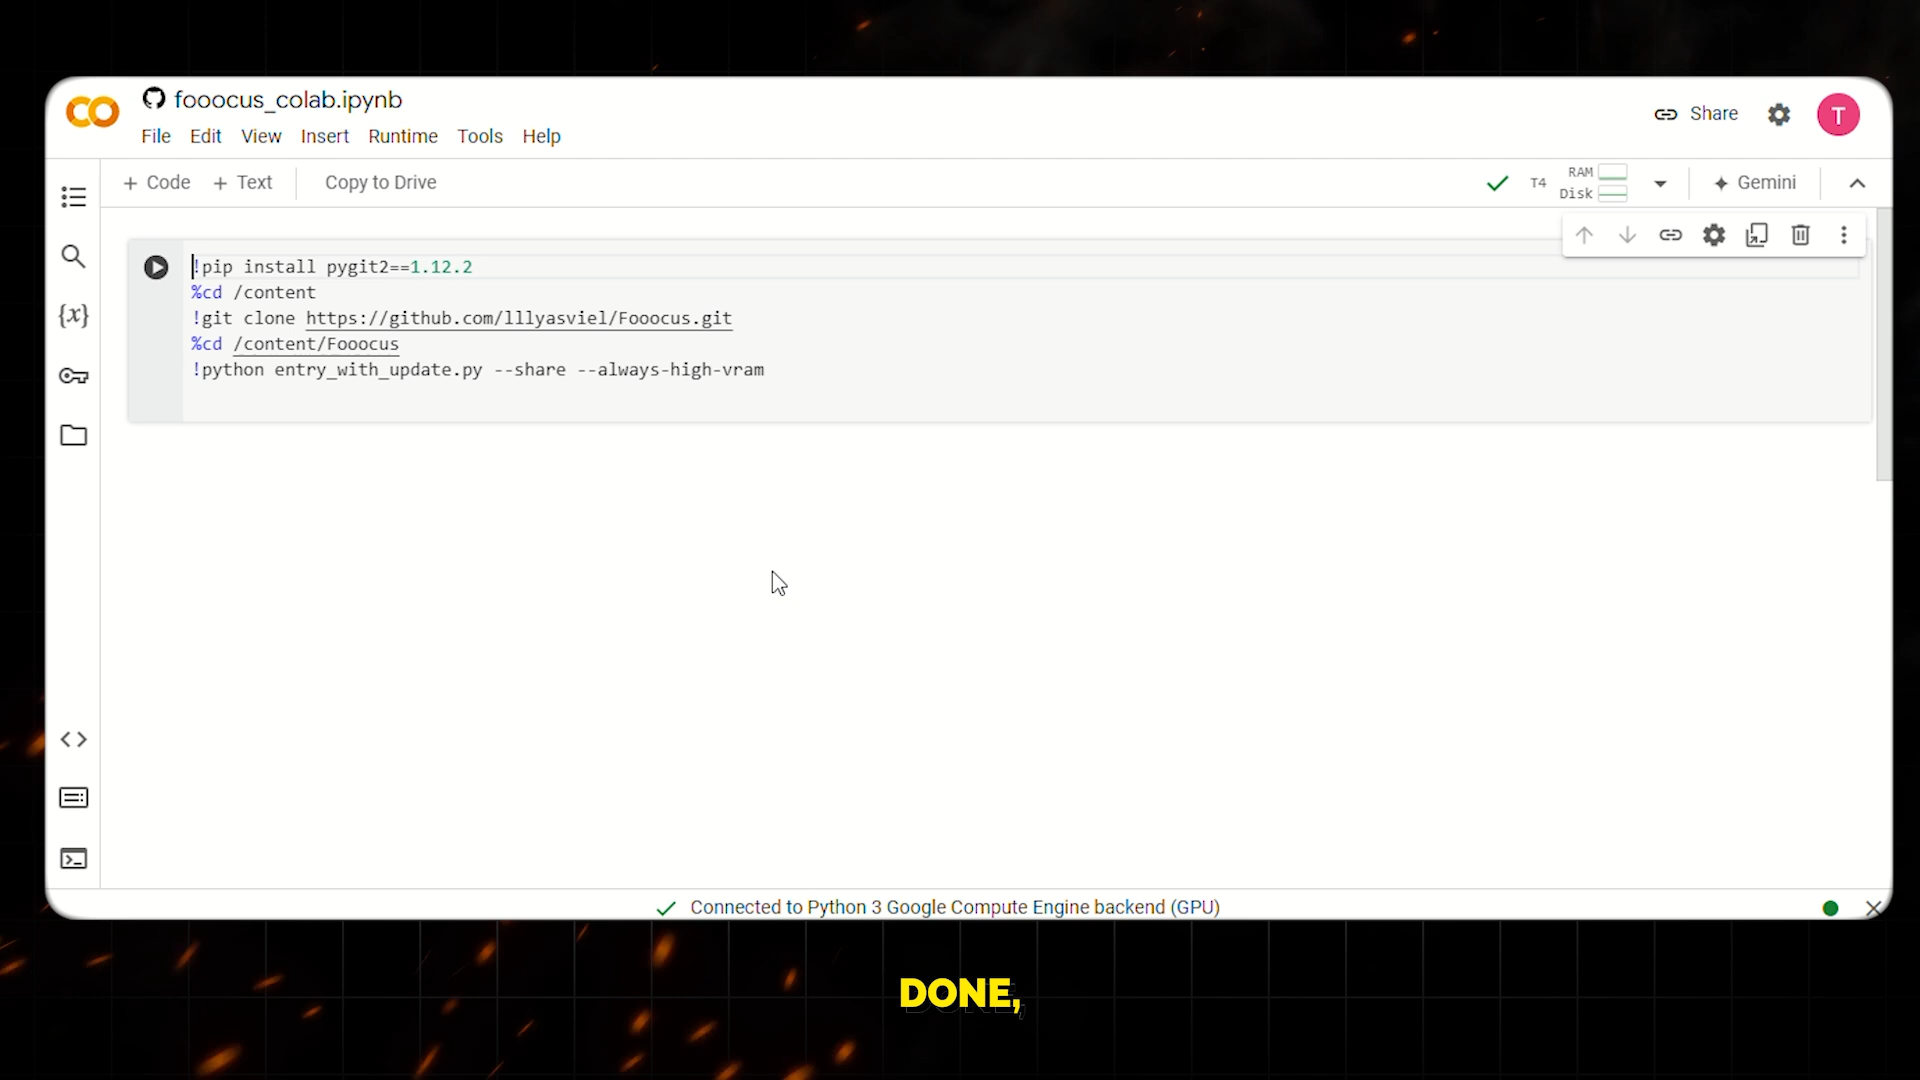 fooocus_colab.ipynb
File Edit View Insert Runtime Tools Help
Share
T
+ Code + Text Copy to Drive
T4
RAM
Disk
Gemini
!pip install pygit2==1.12.2
%cd /content
!git clone https://github.com/lllyasviel/Fooocus.git
%cd /content/Fooocus
!python entry_with_update.py --share --always-high-vram
{x}
Connected to Python 3 Google Compute Engine backend (GPU)
DONE,